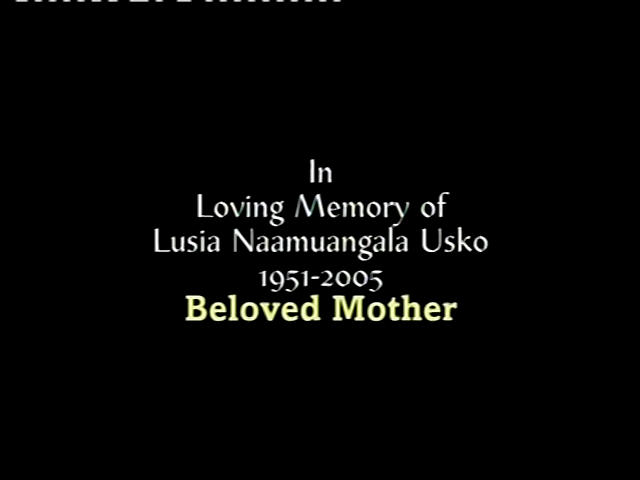 In
Loving Memory of
Lusia Naamuangala Usko
1951-2005
Beloved Mother